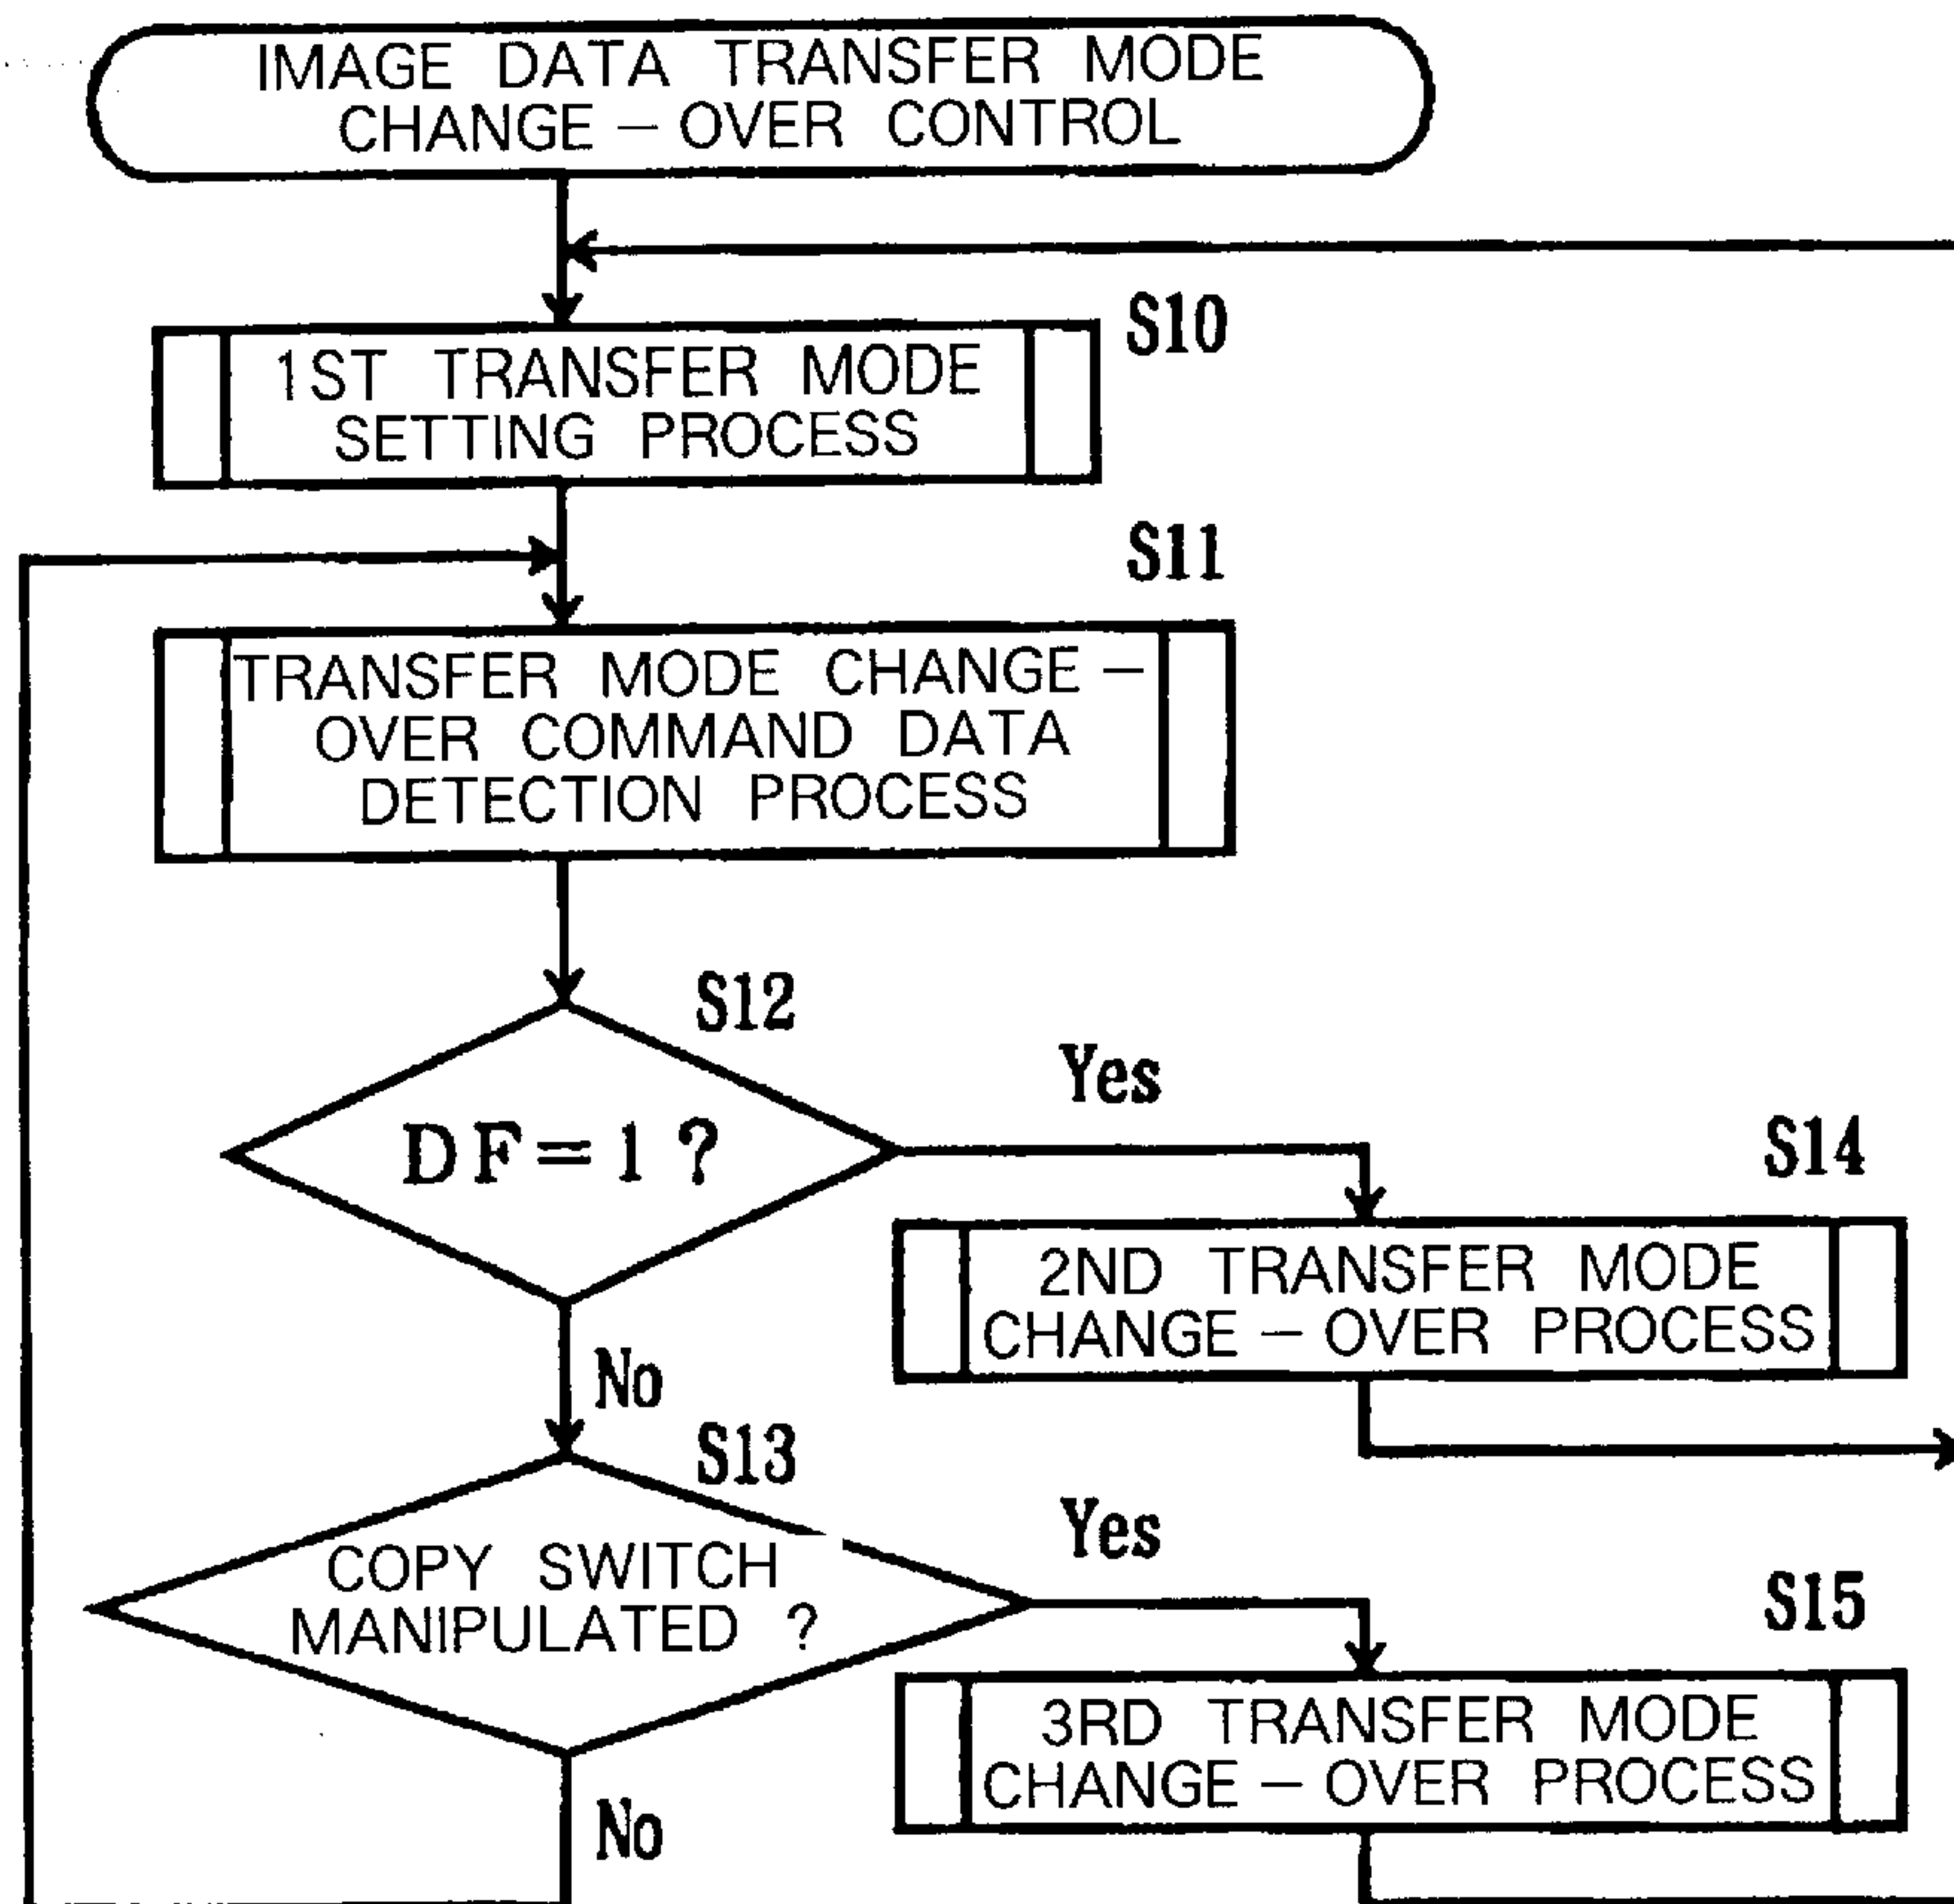 IMAGE DATA TRANSFER MODE
CHANGE – OVER CONTROL
S10
1ST TRANSFER MODE
SETTING PROCESS
S11
TRANSFER MODE CHANGE –
OVER COMMAND DATA
DETECTION PROCESS
S12
DF=1?
Yes
S14
2ND TRANSFER MODE
CHANGE – OVER PROCESS
No
S13
COPY SWITCH
MANIPULATED ?
Yes
S15
3RD TRANSFER MODE
CHANGE – OVER PROCESS
No